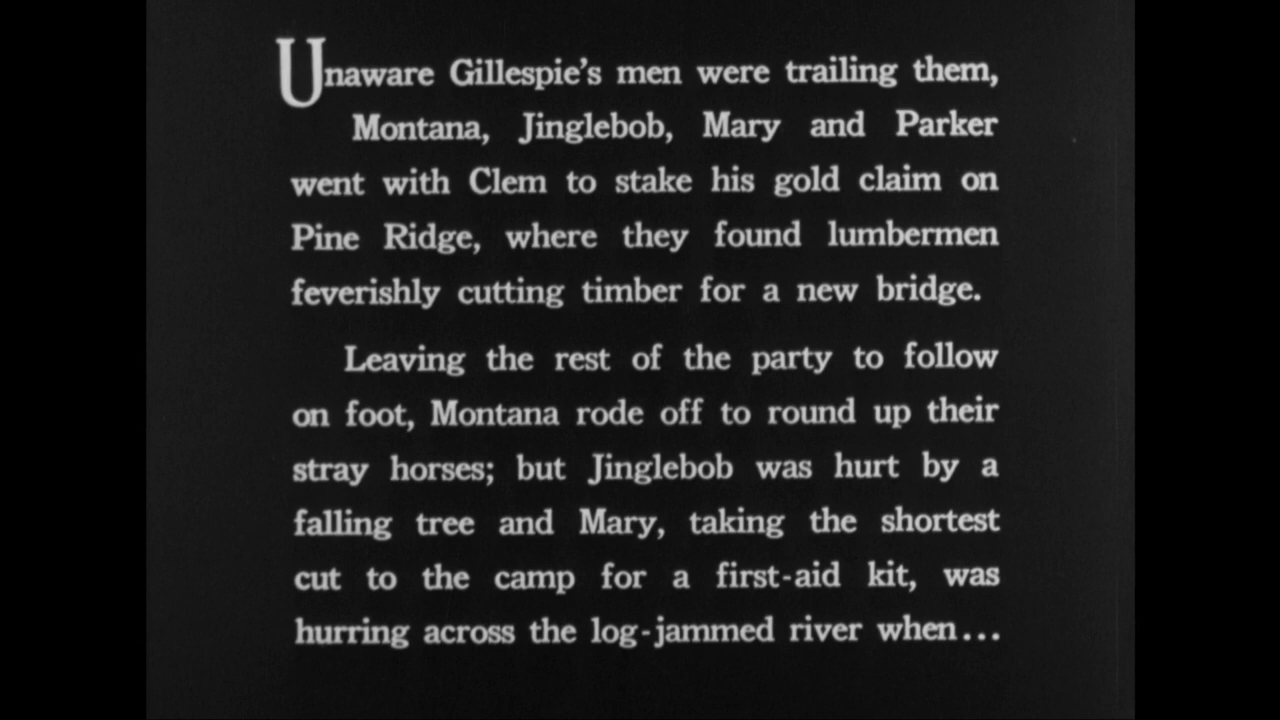 Unaware Gillespie's men were trailing them,
Montana, Jinglebob, Mary and Parker
went with Clem to stake his gold claim on
Pine Ridge, where they found lumbermen
feverishly cutting timber for a new bridge.
Leaving the rest of the party to follow
on foot, Montana rode off to round up their
stray horses; but Jinglebob was hurt by a
falling tree and Mary, taking the shortest
cut to the camp for a first-aid kit, was
hurring across the log-jammed river when...